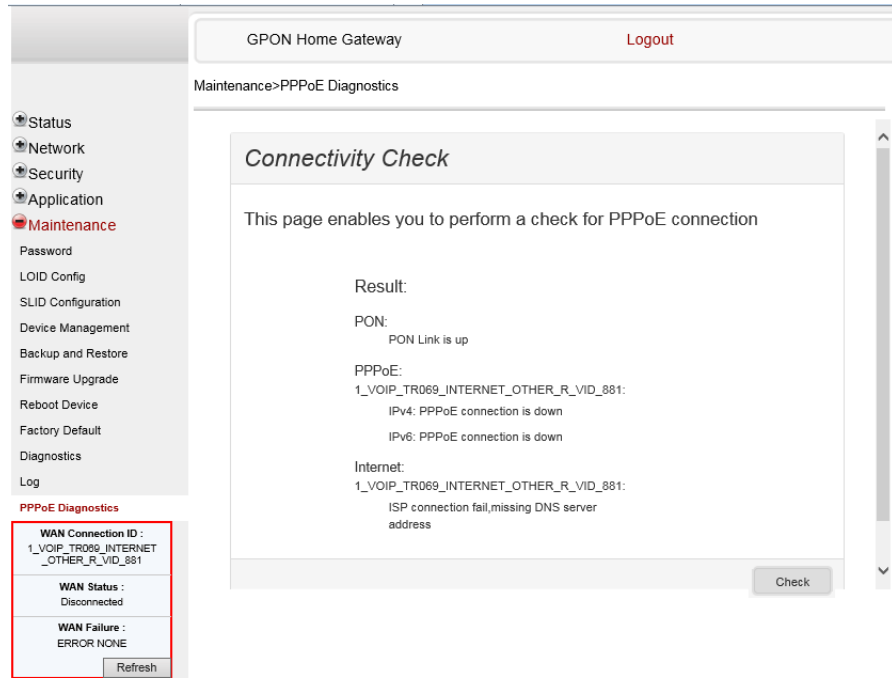 GPON Home Gateway
Logout
Maintenance>PPPoE Diagnostics
Status
Network
Security
Application
Maintenance
Password
LOID Config
SLID Configuration
Device Management
Backup and Restore
Firmware Upgrade
Reboot Device
Factory Default
Diagnostics
Log
PPPoE Diagnostics
WAN Connection ID :
1_VOIP_TR069_INTERNET
_OTHER_R_VID_881
WAN Status :
Disconnected
WAN Failure :
ERROR NONE
Refresh
Connectivity Check
This page enables you to perform a check for PPPoE connection
Result:
PON:
PON Link is up
PPPoE:
1_VOIP_TR069_INTERNET_OTHER_R_VID_881:
IPv4: PPPoE connection is down
IPv6: PPPoE connection is down
Internet:
1_VOIP_TR069_INTERNET_OTHER_R_VID_881:
ISP connection fail,missing DNS server
address
Check